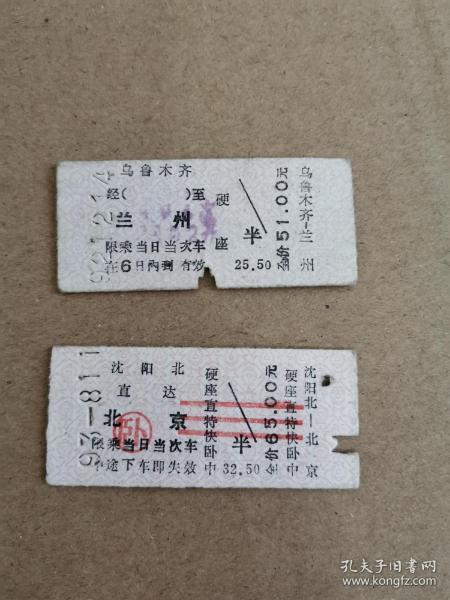 乌鲁木齐
经( )至
兰 州
限乘当日当次车
在6日内到有效
硬座
半
25.50
全价51.00元
乌鲁木齐-兰州
沈阳北
直达
北 京
卧
限乘当日当次车
中途下车即失效
硬座直特快卧中
半
32.50
全价65.00元
硬座直特快卧中
沈阳北-北京
孔夫子旧书网
www.kongfz.com